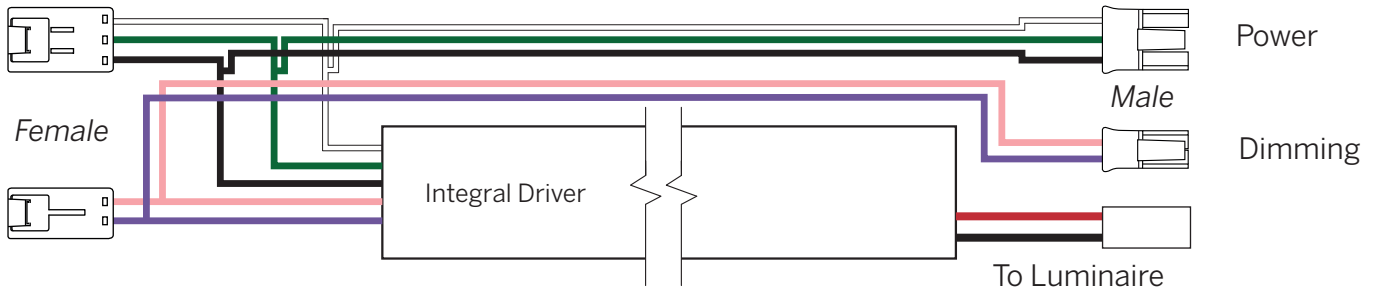 Power
Male
Female
Dimming
Integral Driver
To Luminaire